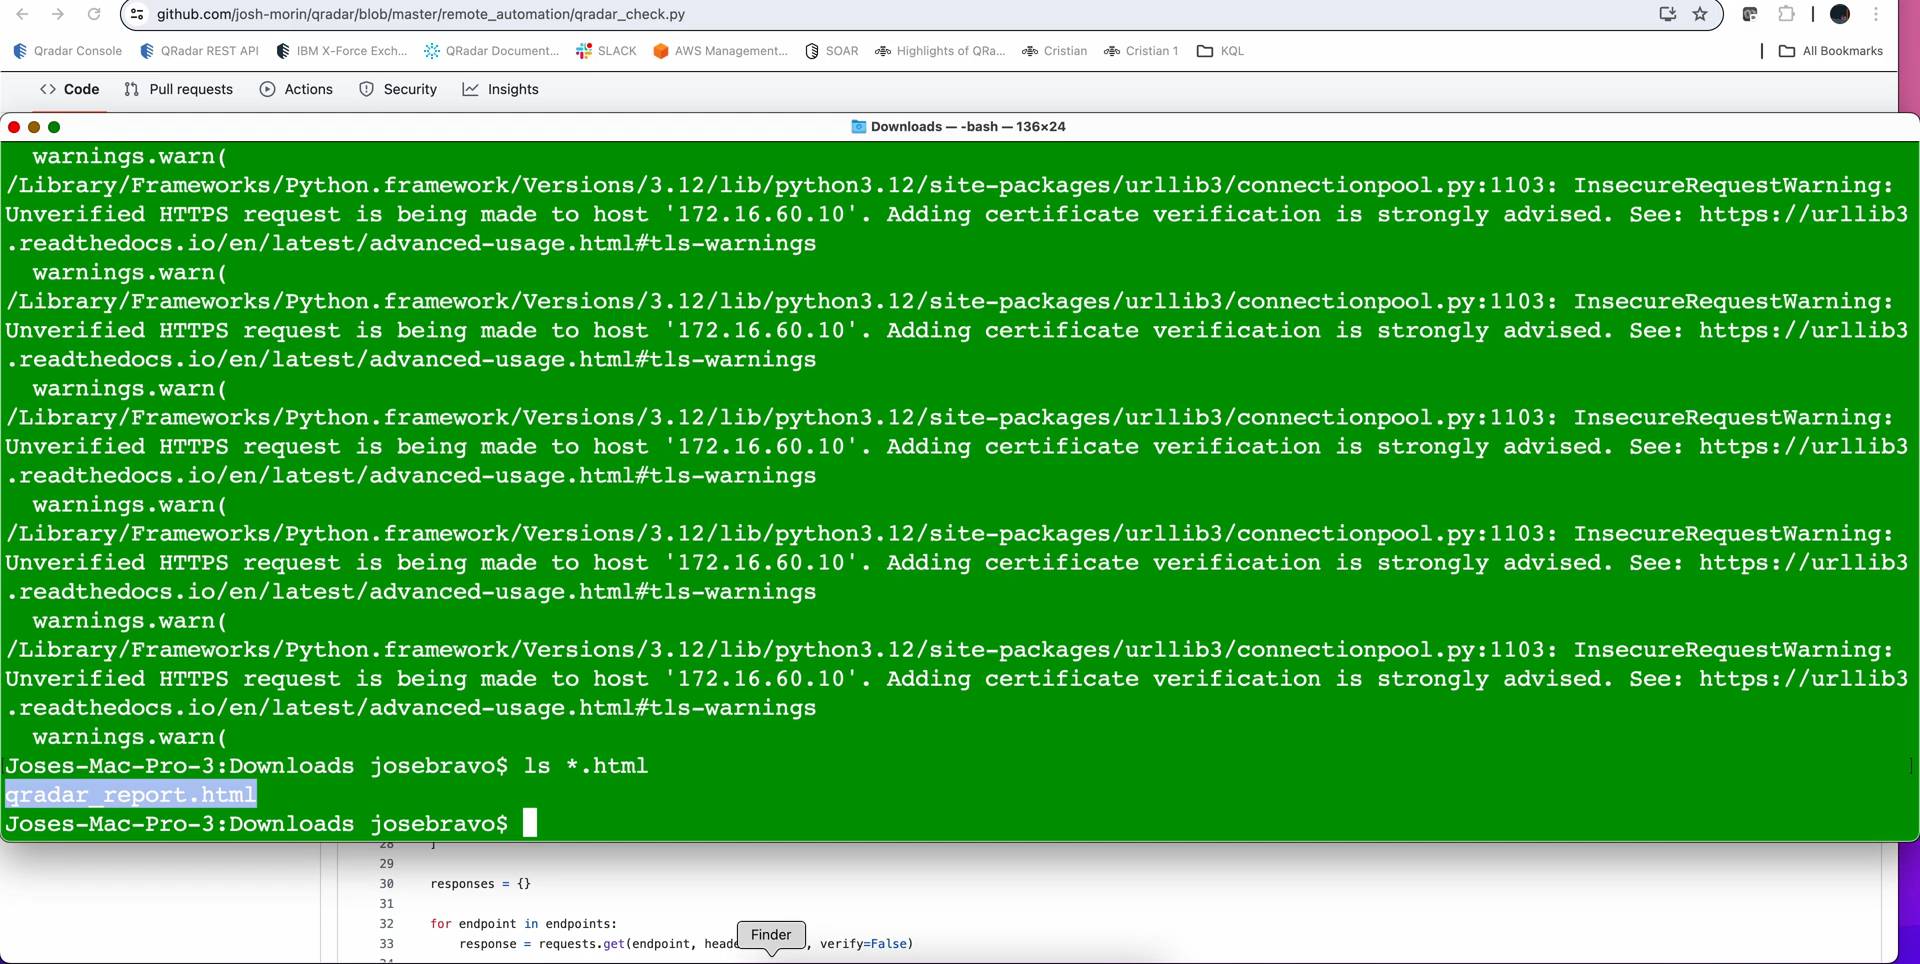 github.com/josh-morin/qradar/blob/master/remote_automation/qradar_check.py
Qradar Console QRadar REST API IBM X-Force Exch... QRadar Document... SLACK AWS Management... SOAR Highlights of QRa... Cristian Cristian 1 KQL All Bookmarks
Code Pull requests Actions Security Insights
Downloads — -bash — 136×24
warnings.warn(
/Library/Frameworks/Python.framework/Versions/3.12/lib/python3.12/site-packages/urllib3/connectionpool.py:1103: InsecureRequestWarning:
Unverified HTTPS request is being made to host '172.16.60.10'. Adding certificate verification is strongly advised. See: https://urllib3
.readthedocs.io/en/latest/advanced-usage.html#tls-warnings
warnings.warn(
/Library/Frameworks/Python.framework/Versions/3.12/lib/python3.12/site-packages/urllib3/connectionpool.py:1103: InsecureRequestWarning:
Unverified HTTPS request is being made to host '172.16.60.10'. Adding certificate verification is strongly advised. See: https://urllib3
.readthedocs.io/en/latest/advanced-usage.html#tls-warnings
warnings.warn(
/Library/Frameworks/Python.framework/Versions/3.12/lib/python3.12/site-packages/urllib3/connectionpool.py:1103: InsecureRequestWarning:
Unverified HTTPS request is being made to host '172.16.60.10'. Adding certificate verification is strongly advised. See: https://urllib3
.readthedocs.io/en/latest/advanced-usage.html#tls-warnings
warnings.warn(
/Library/Frameworks/Python.framework/Versions/3.12/lib/python3.12/site-packages/urllib3/connectionpool.py:1103: InsecureRequestWarning:
Unverified HTTPS request is being made to host '172.16.60.10'. Adding certificate verification is strongly advised. See: https://urllib3
.readthedocs.io/en/latest/advanced-usage.html#tls-warnings
warnings.warn(
/Library/Frameworks/Python.framework/Versions/3.12/lib/python3.12/site-packages/urllib3/connectionpool.py:1103: InsecureRequestWarning:
Unverified HTTPS request is being made to host '172.16.60.10'. Adding certificate verification is strongly advised. See: https://urllib3
.readthedocs.io/en/latest/advanced-usage.html#tls-warnings
warnings.warn(
Joses-Mac-Pro-3:Downloads josebravo$ ls *.html
qradar_report.html
Joses-Mac-Pro-3:Downloads josebravo$
28 ]
29
30 responses = {}
31
32 for endpoint in endpoints:
Finder
33 response = requests.get(endpoint, heade , verify=False)